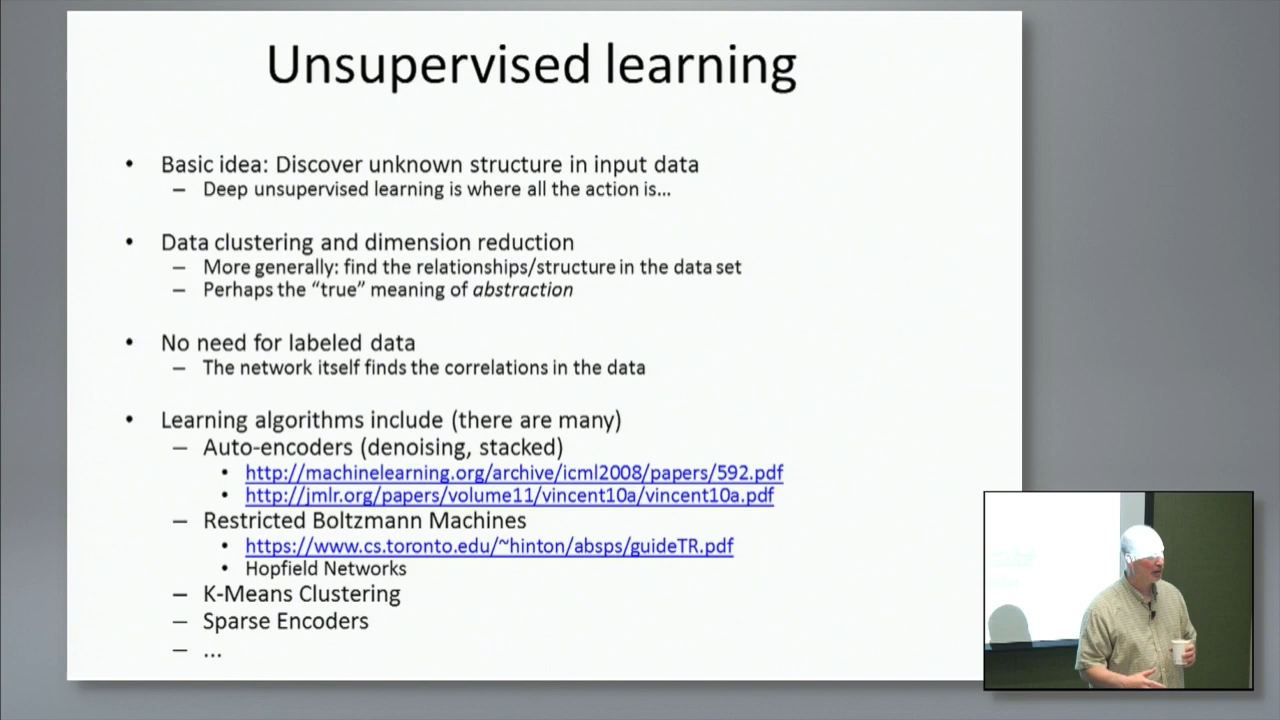 Unsupervised learning
• Basic idea: Discover unknown structure in input data
– Deep unsupervised learning is where all the action is...
• Data clustering and dimension reduction
– More generally: find the relationships/structure in the data set
– Perhaps the “true” meaning of abstraction
• No need for labeled data
– The network itself finds the correlations in the data
• Learning algorithms include (there are many)
– Auto-encoders (denoising, stacked)
• http://machinelearning.org/archive/icml2008/papers/592.pdf
• http://jmlr.org/papers/volume11/vincent10a/vincent10a.pdf
– Restricted Boltzmann Machines
• https://www.cs.toronto.edu/~hinton/absps/guideTR.pdf
• Hopfield Networks
– K-Means Clustering
– Sparse Encoders
– ...